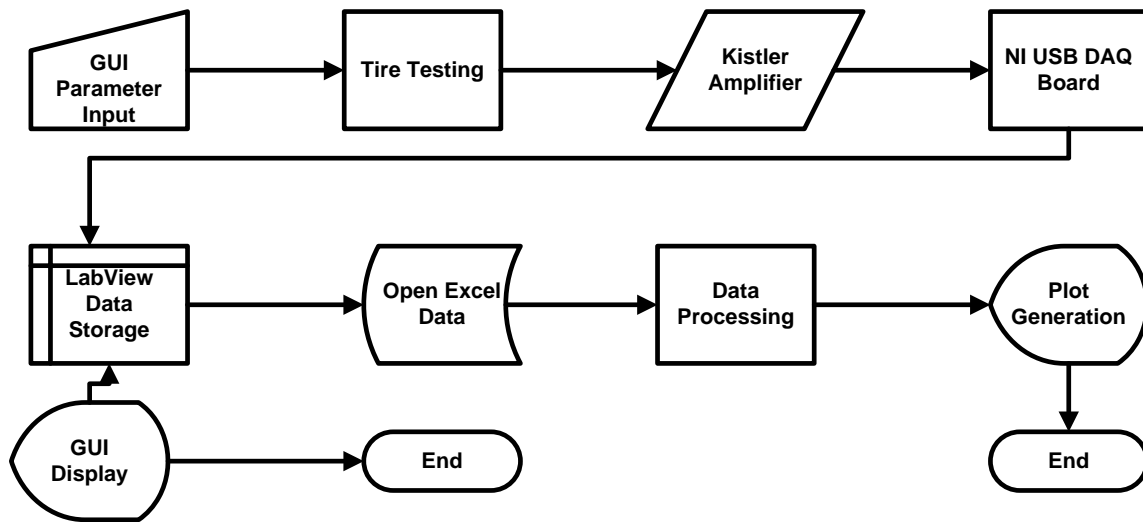 GUI
Parameter
Input
Tire Testing
Kistler
Amplifier
NI USB DAQ
Board
LabView
Data
Storage
Open Excel
Data
Data
Processing
Plot
Generation
GUI
Display
End
End